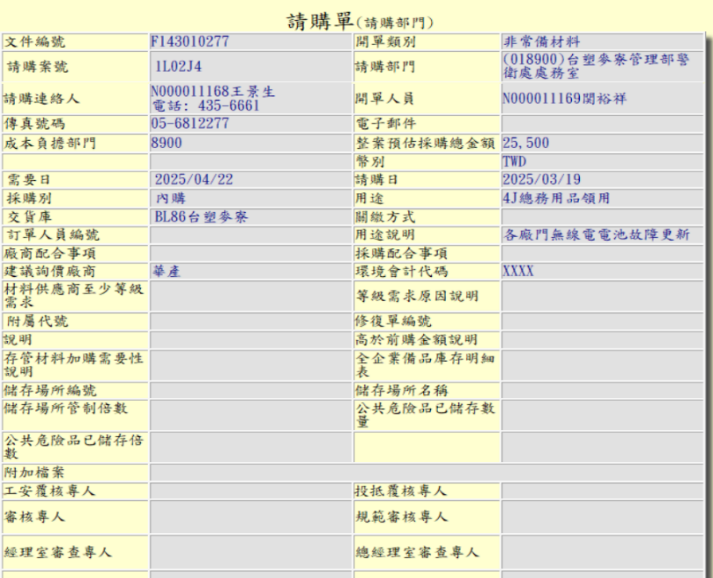 請購單(請購部門)
文件編號 F143010277 開單類別 非常備材料
請購案號 1L02J4 請購部門 (018900)台塑麥寮管理部警衛處處務室
請購連絡人 N000011168王景生 電話: 435-6661 開單人員 N000011169閻裕祥
傳真號碼 05-6812277 電子郵件
成本負擔部門 8900 整案預估採購總金額 25,500
幣別 TWD
需要日 2025/04/22 請購日 2025/03/19
採購別 內購 用途 4J總務用品領用
交貨庫 BL86台塑麥寮 關繳方式
訂單人員編號 用途說明 各廠門無線電電池故障更新
廠商配合事項 採購配合事項
建議詢價廠商 華產 環境會計代碼 XXXX
材料供應商至少等級需求 等級需求原因說明
附屬代號 修復單編號
說明 高於前購金額說明
存管材料加購需要性說明 全企業備品庫存明細表
儲存場所編號 儲存場所名稱
儲存場所管制倍數 公共危險品已儲存數量
公共危險品已儲存倍數
附加檔案
工安覆核專人 投抵覆核專人
審核專人 規範審核專人
經理室審查專人 總經理室審查專人